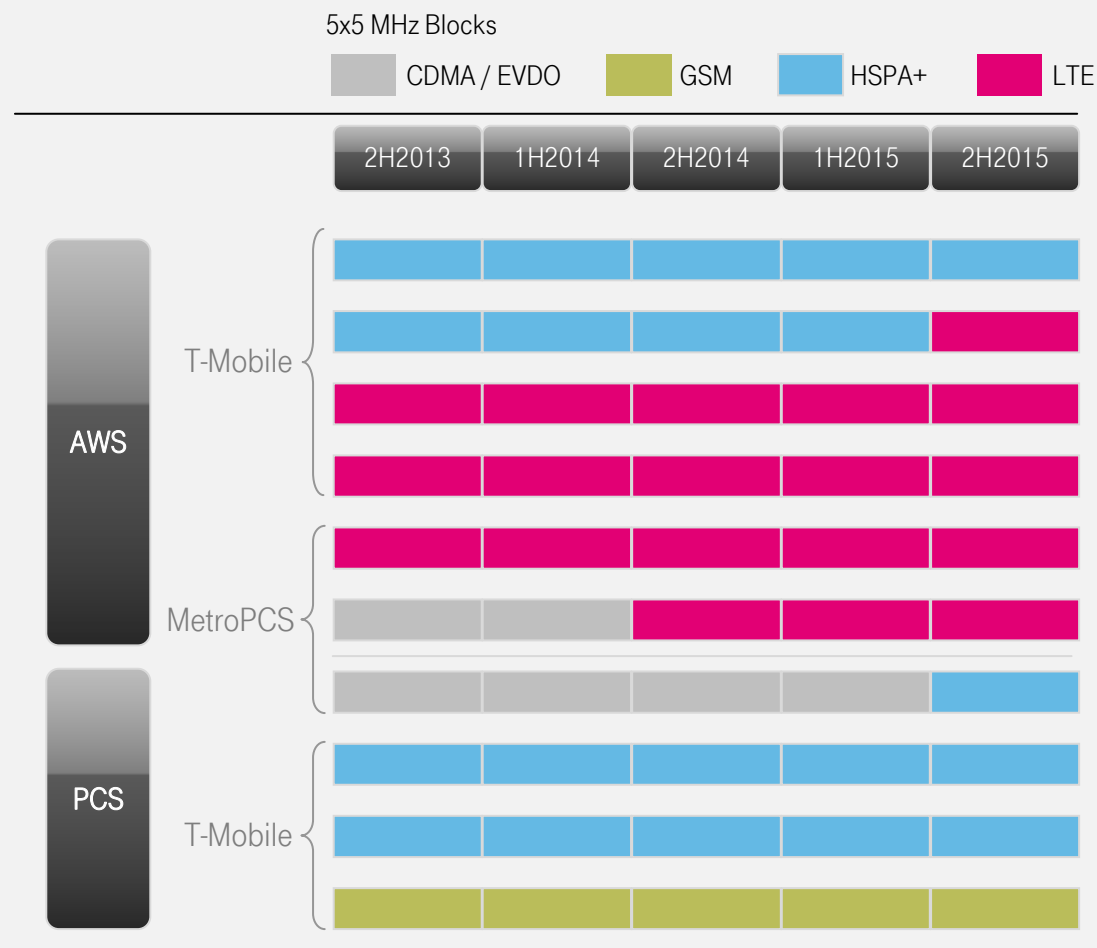 5x5 MHz Blocks
CDMA / EVDO GSM HSPA+ LTE
2H2013 1H2014 2H2014 1H2015 2H2015
T-Mobile
AWS
MetroPCS
PCS
T-Mobile